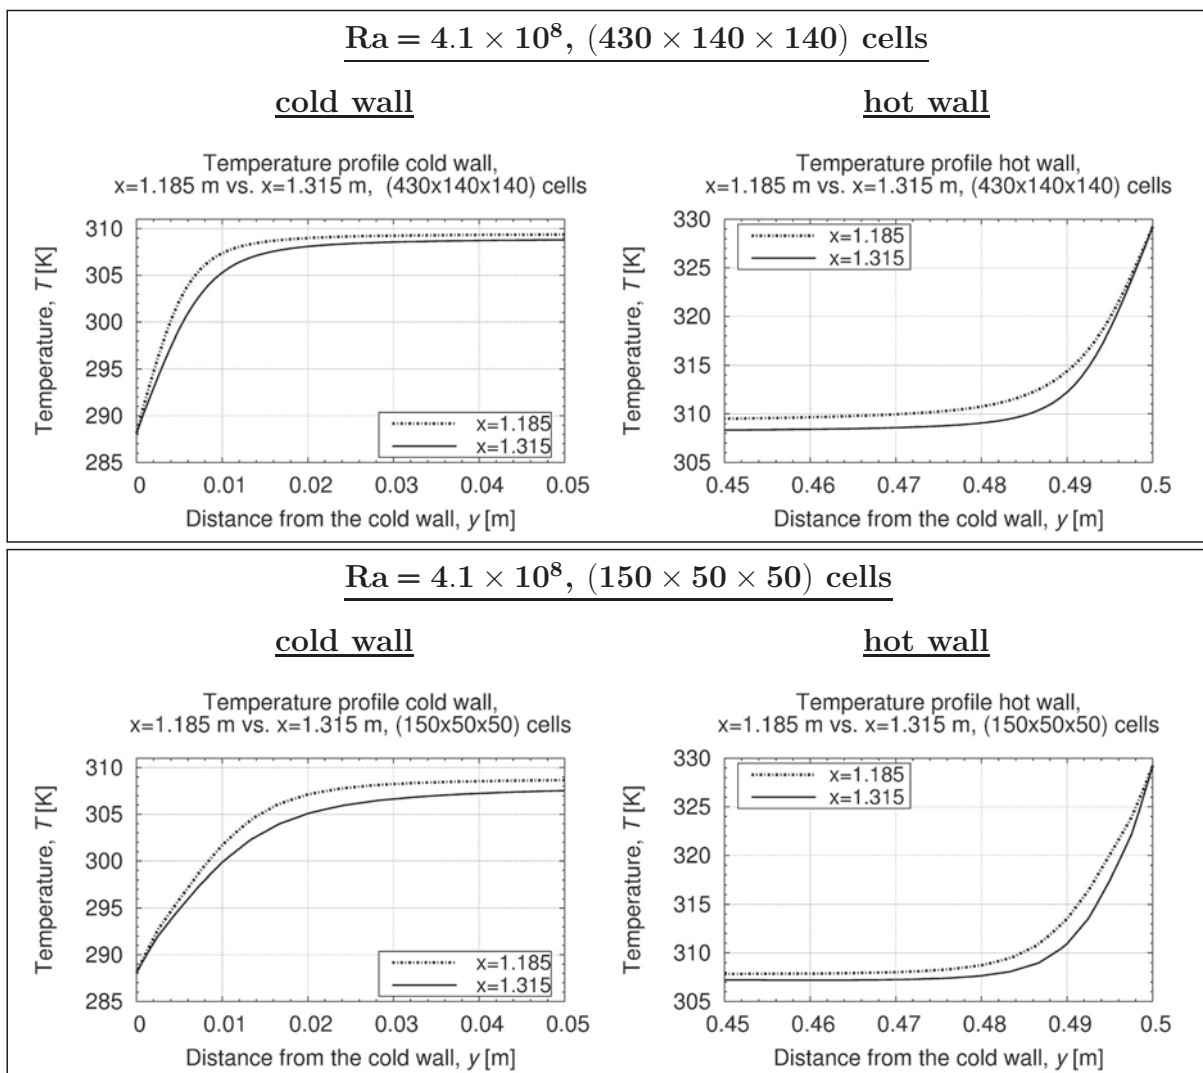 Ra = 4.1 × 10⁸, (430 × 140 × 140) cells
cold wall
hot wall
Temperature profile cold wall,
x=1.185 m vs. x=1.315 m, (430x140x140) cells
Temperature, T [K]
310
305
300
295
290
285
0
0.01
0.02
0.03
0.04
0.05
x=1.185
x=1.315
Distance from the cold wall, y [m]
Temperature profile hot wall,
x=1.185 m vs. x=1.315 m, (430x140x140) cells
Temperature, T [K]
330
325
320
315
310
305
0.45
0.46
0.47
0.48
0.49
0.5
x=1.185
x=1.315
Distance from the cold wall, y [m]
Ra = 4.1 × 10⁸, (150 × 50 × 50) cells
cold wall
hot wall
Temperature profile cold wall,
x=1.185 m vs. x=1.315 m, (150x50x50) cells
Temperature, T [K]
310
305
300
295
290
285
0
0.01
0.02
0.03
0.04
0.05
x=1.185
x=1.315
Distance from the cold wall, y [m]
Temperature profile hot wall,
x=1.185 m vs. x=1.315 m, (150x50x50) cells
Temperature, T [K]
330
325
320
315
310
305
0.45
0.46
0.47
0.48
0.49
0.5
x=1.185
x=1.315
Distance from the cold wall, y [m]